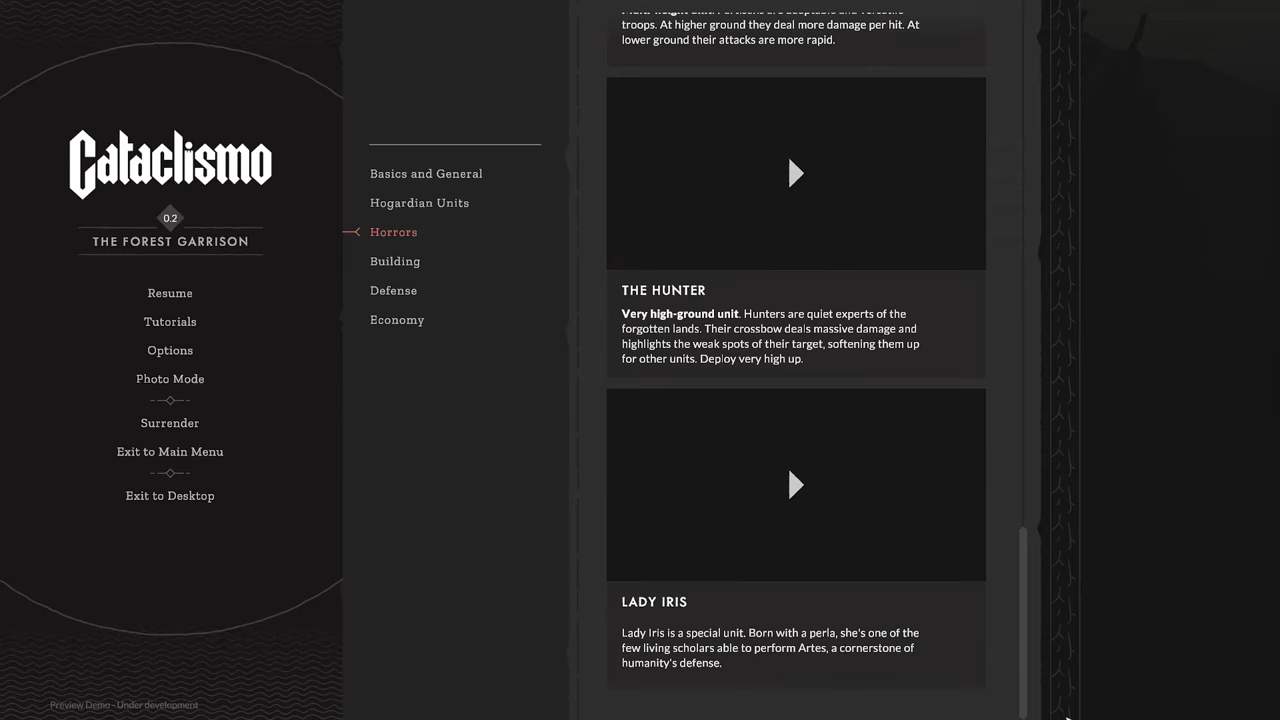 Cataclismo
0.2
THE FOREST GARRISON
Resume
Tutorials
Options
Photo Mode
Surrender
Exit to Main Menu
Exit to Desktop
Preview Demo - Under development
Basics and General
Hogardian Units
Horrors
Building
Defense
Economy
troops. At higher ground they deal more damage per hit. At
lower ground their attacks are more rapid.
THE HUNTER
Very high-ground unit. Hunters are quiet experts of the
forgotten lands. Their crossbow deals massive damage and
highlights the weak spots of their target, softening them up
for other units. Deploy very high up.
LADY IRIS
Lady Iris is a special unit. Born with a perla, she's one of the
few living scholars able to perform Artes, a cornerstone of
humanity's defense.